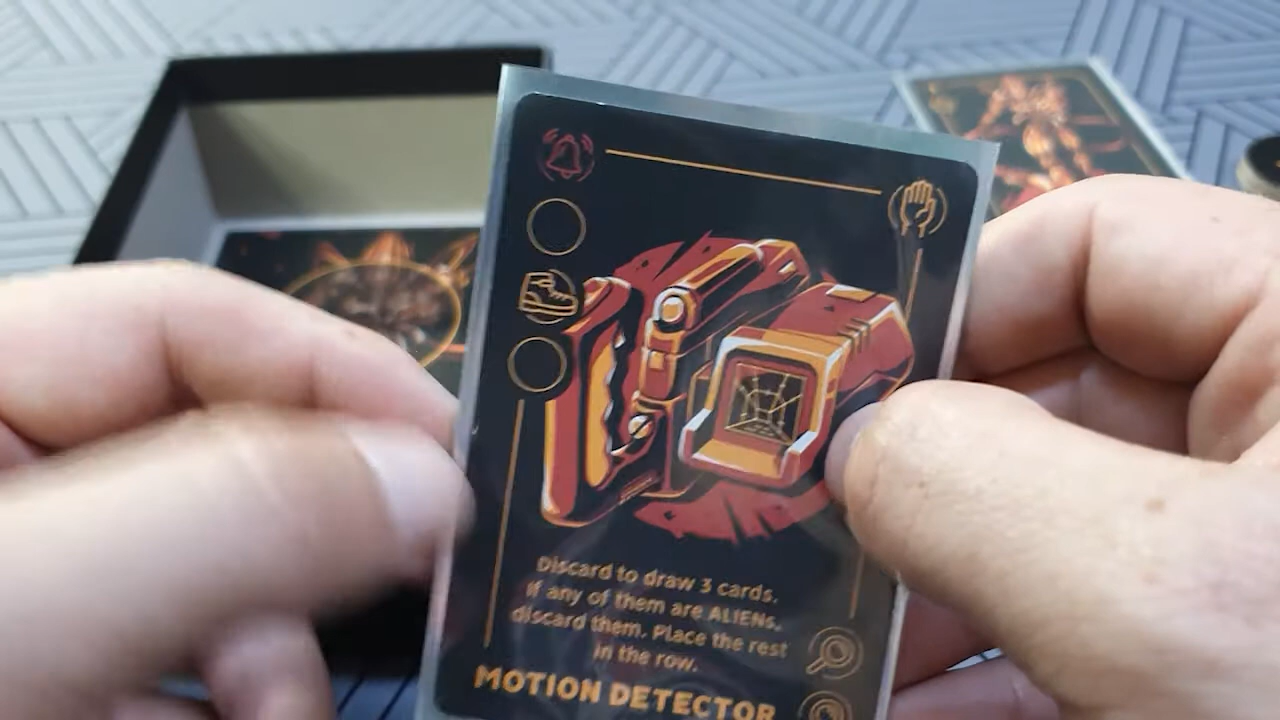 Discard to draw 3 cards.
If any of them are ALIENs,
discard them. Place the rest
in the row.
MOTION DETECTOR